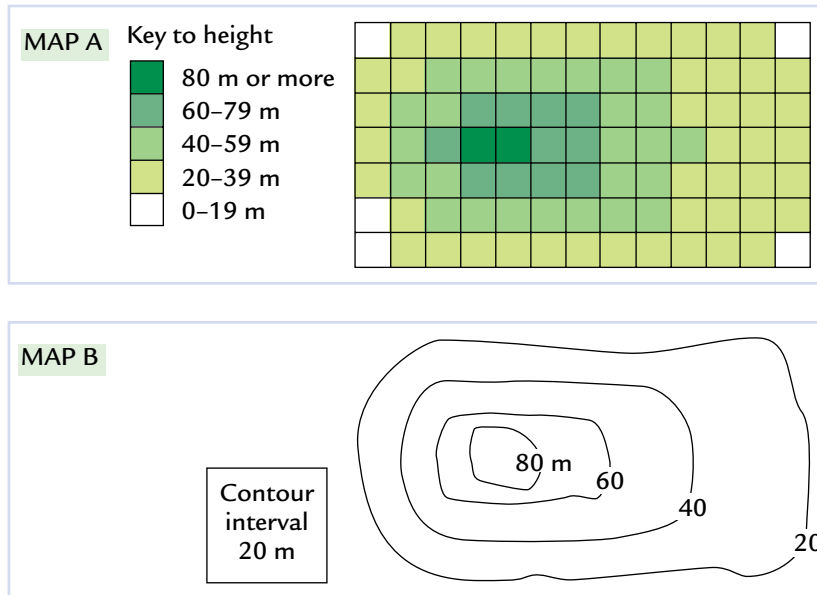 MAP A
Key to height
80 m or more
60–79 m
40–59 m
20–39 m
0–19 m
MAP B
80 m
60
40
20
Contour
interval
20 m